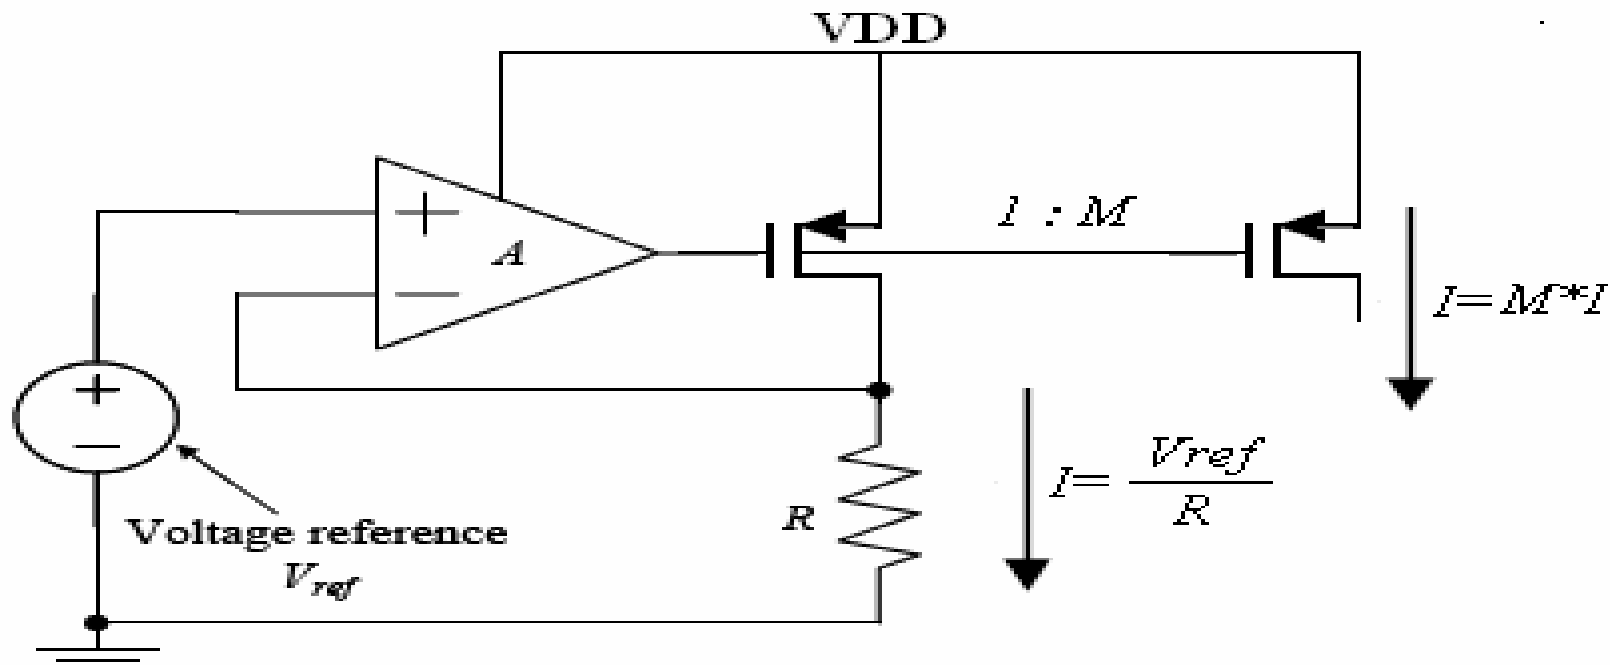 VDD
+
A
−
1 : M
I=M*I
+
−
I= Vref
R
R
Voltage reference
Vref